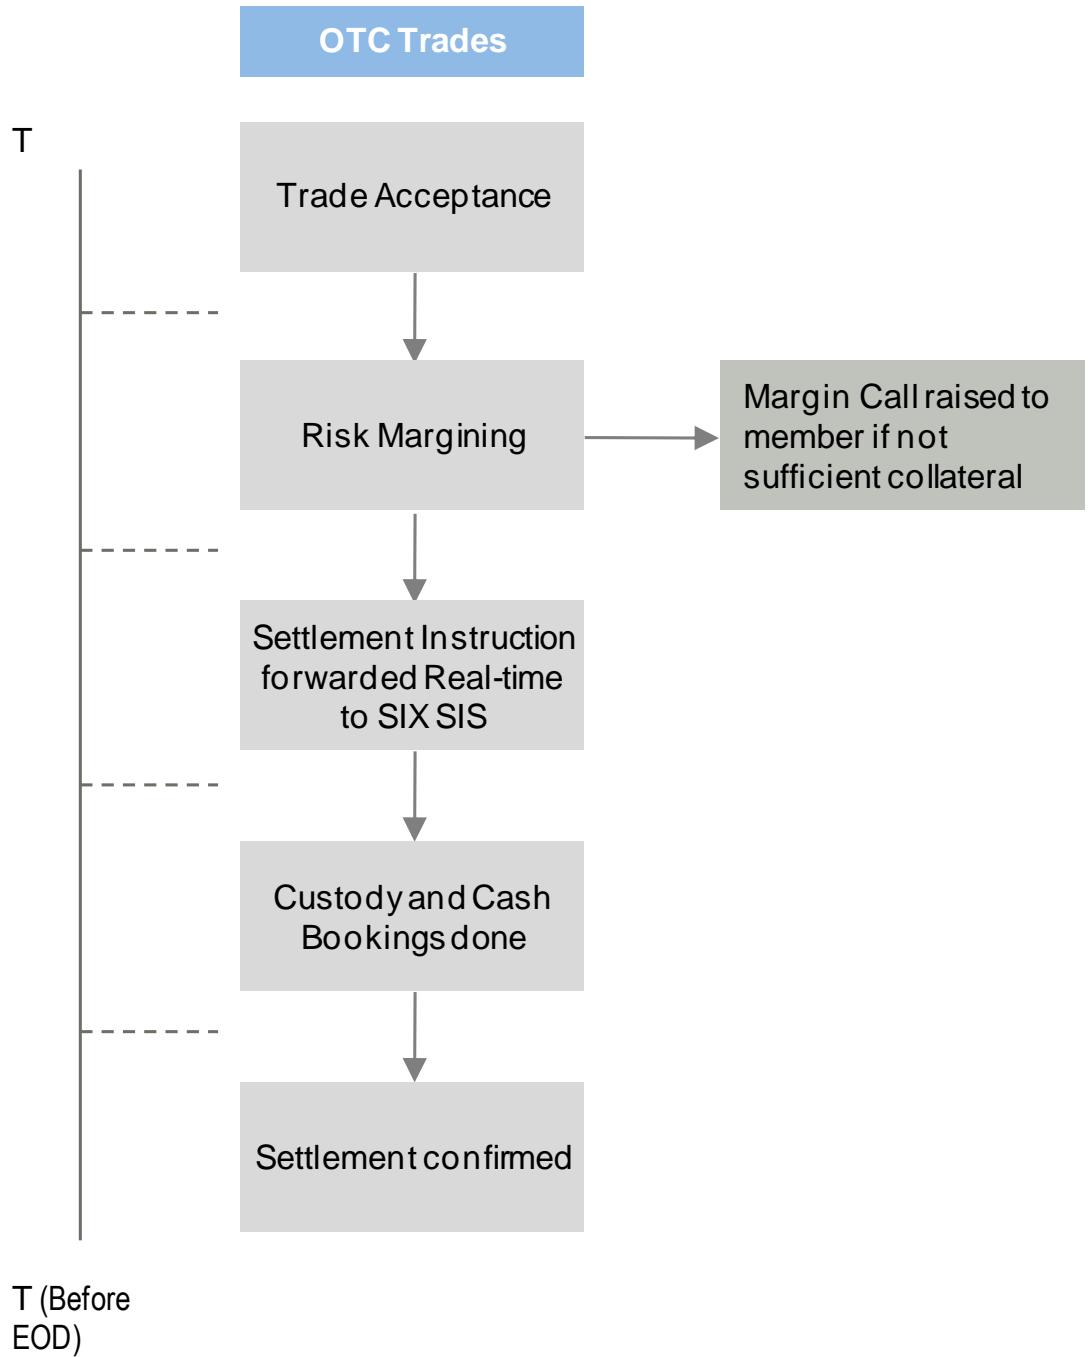 OTC Trades
T
Trade Acceptance
Risk Margining
Margin Call raised to
member if not
sufficient collateral
Settlement Instruction
forwarded Real-time
to SIX SIS
Custody and Cash
Bookings done
Settlement confirmed
T (Before
EOD)